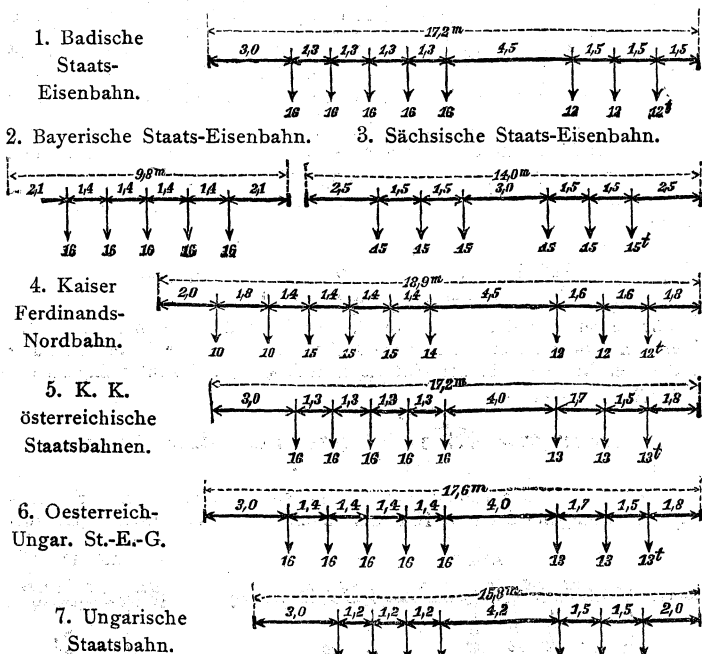 1. Badische
Staats-
Eisenbahn.
17,2 m
3,0 1,3 1,3 1,3 1,3 4,5 1,5 1,5 1,5
16 16 16 16 16 12 12 12 t
2. Bayerische Staats-Eisenbahn.
9,8 m
2,1 1,4 1,4 1,4 1,4 2,1
16 16 16 16 16
3. Sächsische Staats-Eisenbahn.
14,0 m
2,5 1,5 1,5 3,0 1,5 1,5 2,5
15 15 15 15 15 15 t
4. Kaiser
Ferdinands-
Nordbahn.
18,9 m
2,0 1,8 1,4 1,4 1,4 1,4 4,5 1,6 1,6 1,8
10 10 15 15 15 14 12 12 12 t
5. K. K.
österreichische
Staatsbahnen.
17,2 m
3,0 1,3 1,3 1,3 1,3 4,0 1,7 1,5 1,8
16 16 16 16 16 13 13 13 t
6. Oesterreich-
Ungar. St.-E.-G.
17,6 m
3,0 1,4 1,4 1,4 1,4 4,0 1,7 1,5 1,8
16 16 16 16 16 13 13 13 t
7. Ungarische
Staatsbahn.
15,8 m
3,0 1,2 1,2 1,2 4,2 1,5 1,5 2,0